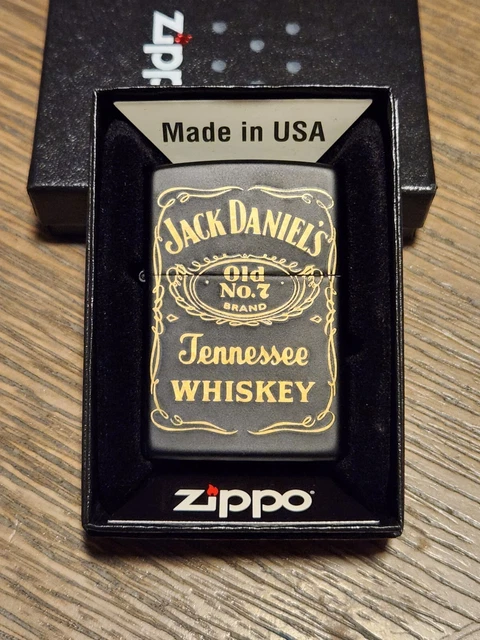 zippo
Made in USA
JACK DANIEL'S
Old
No.7
BRAND
Tennessee
WHISKEY
zippo